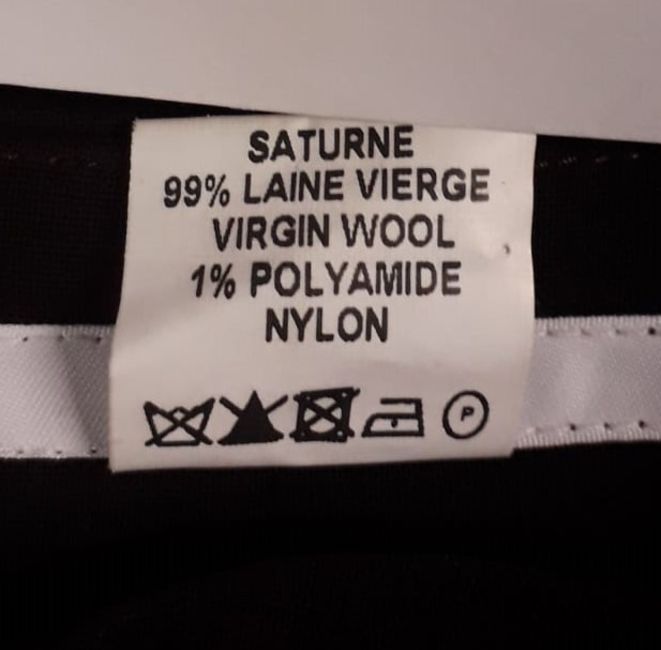 SATURNE
99% LAINE VIERGE
VIRGIN WOOL
1% POLYAMIDE
NYLON
P